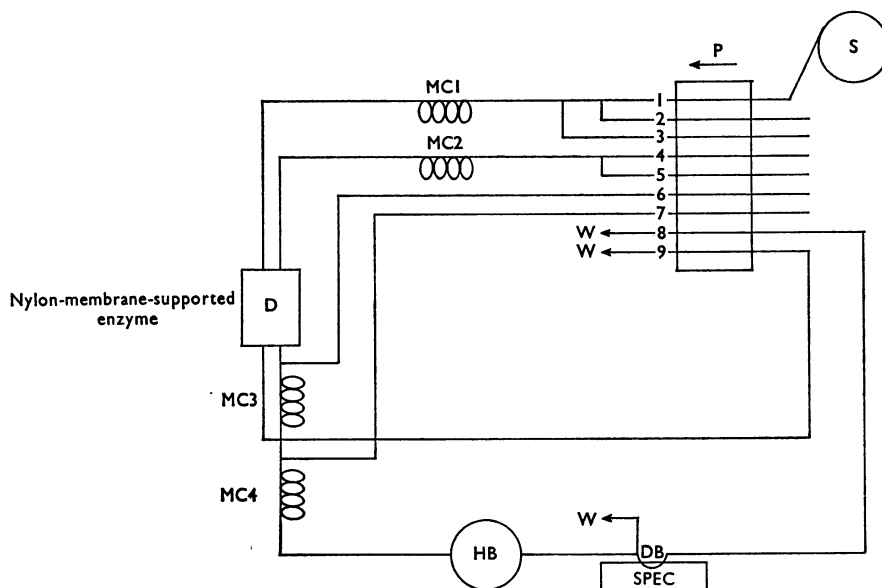 S
P
MC1
1
2
3
MC2
4
5
6
7
W
8
W
9
Nylon-membrane-supported
enzyme
D
MC3
MC4
W
HB
DB
SPEC